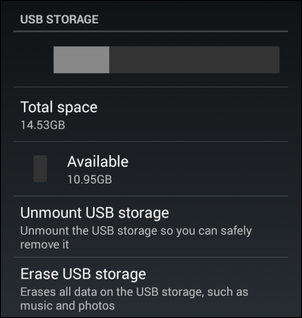 USB STORAGE
Total space
14.53GB
Available
10.95GB
Unmount USB storage
Unmount the USB storage so you can safely
remove it
Erase USB storage
Erases all data on the USB storage, such as
music and photos